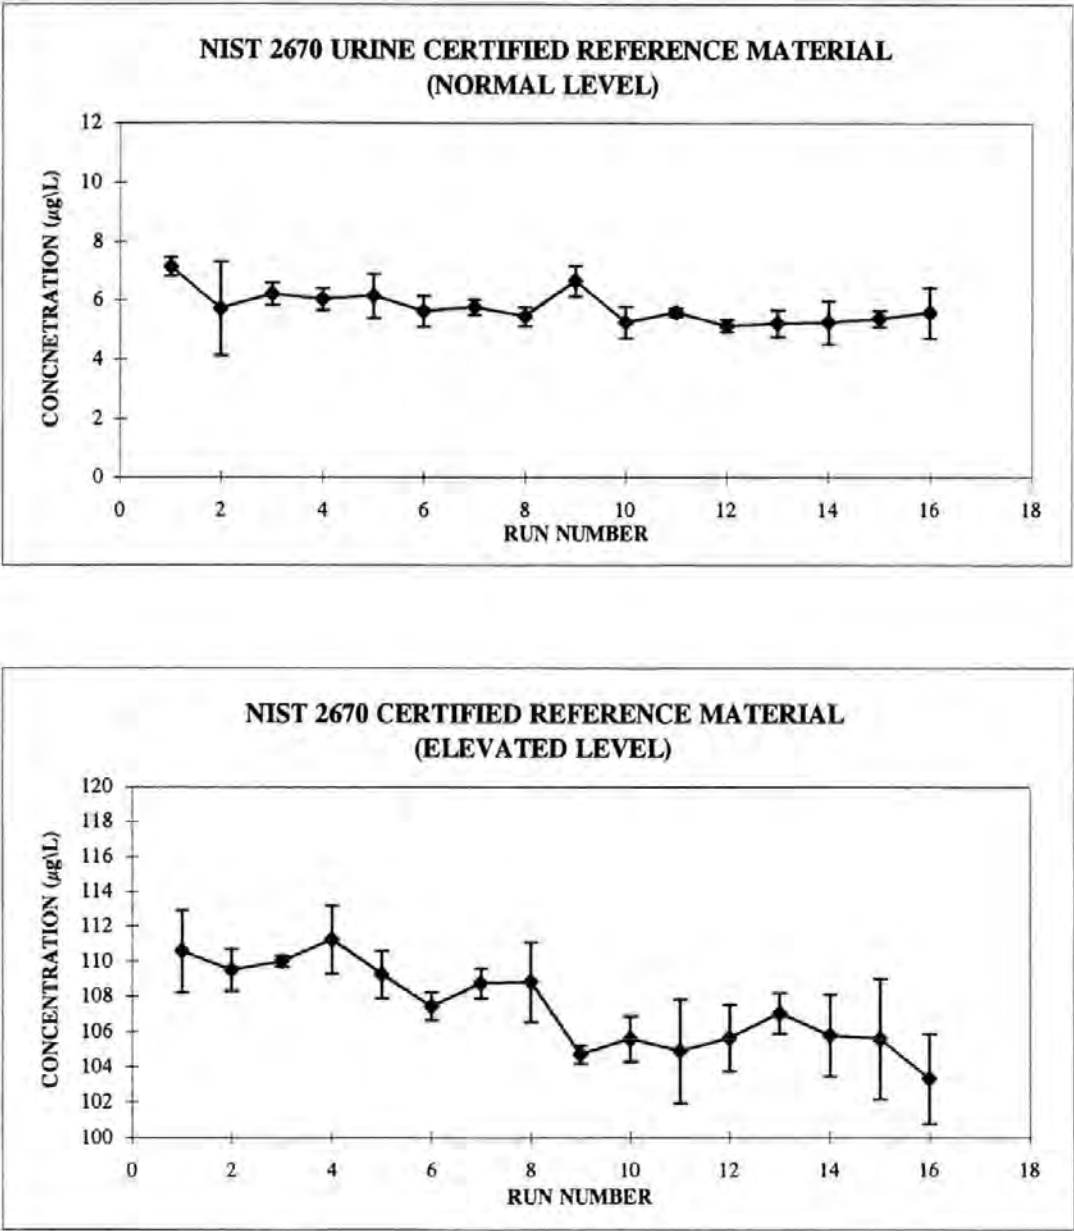 NIST 2670 URINE CERTIFIED REFERENCE MATERIAL
(NORMAL LEVEL)
CONCNETRATION (µg\L)
12
10
8
6
4
2
0
0 2 4 6 8 10 12 14 16 18
RUN NUMBER
NIST 2670 CERTIFIED REFERENCE MATERIAL
(ELEVATED LEVEL)
CONCENTRATION (µg\L)
120
118
116
114
112
110
108
106
104
102
100
0 2 4 6 8 10 12 14 16 18
RUN NUMBER